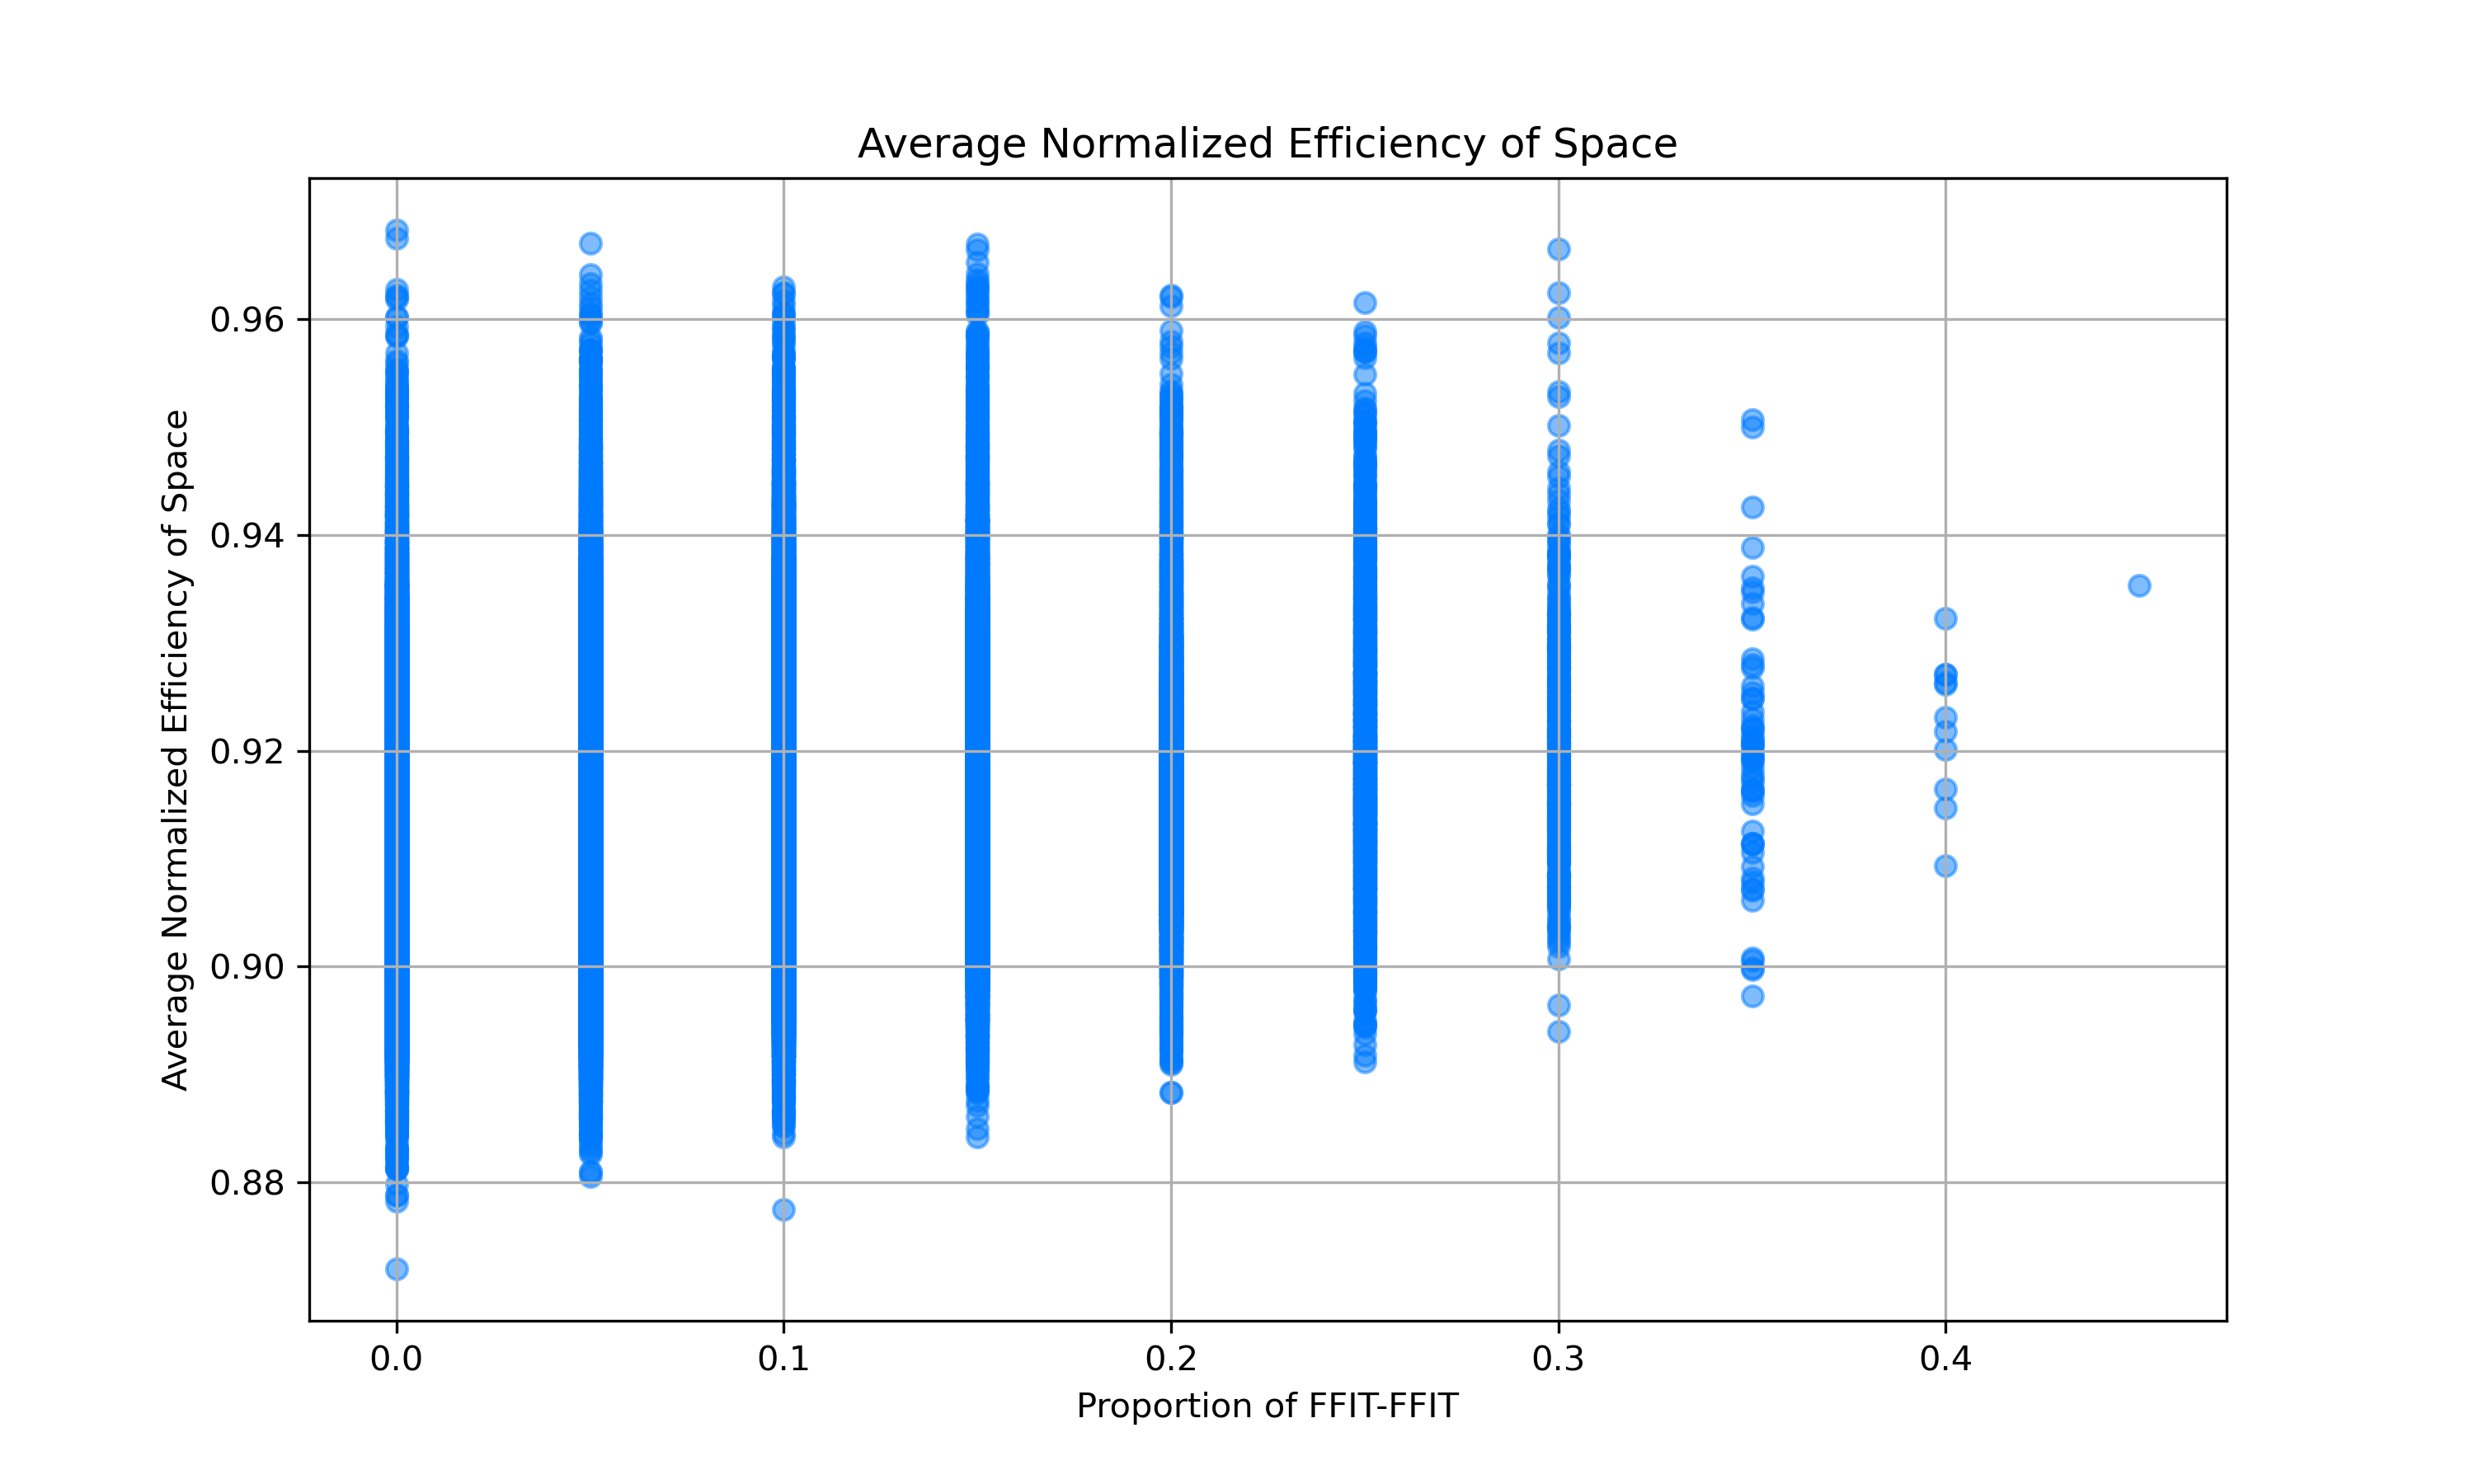 Average Normalized Efficiency of Space
Average Normalized Efficiency of Space
0.96
0.94
0.92
0.90
0.88
0.0 0.1 0.2 0.3 0.4
Proportion of FFIT-FFIT